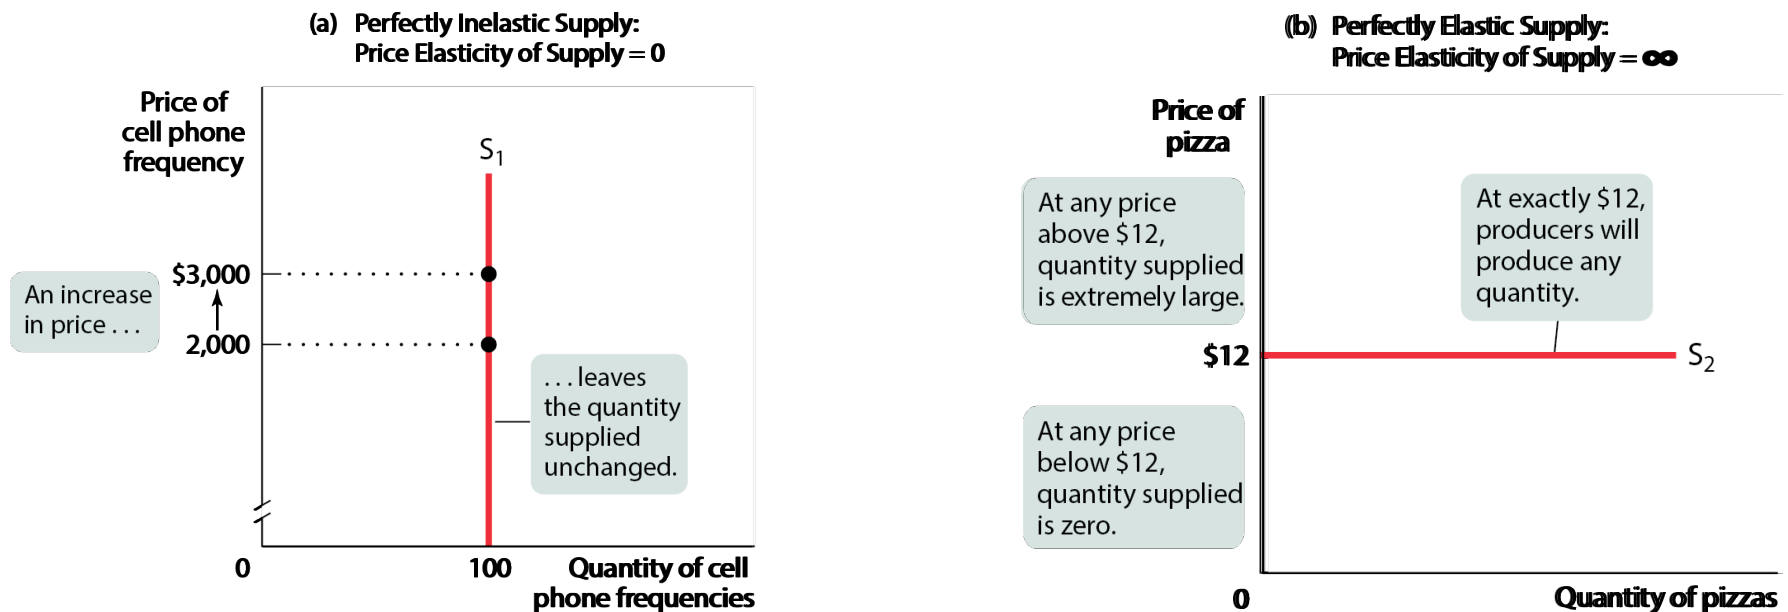 (a) Perfectly Inelastic Supply:
Price Elasticity of Supply = 0
Price of
cell phone
frequency
S1
$3,000
An increase
in price . . .
2,000
. . . leaves
the quantity
supplied
unchanged.
0
100
Quantity of cell
phone frequencies
(b) Perfectly Elastic Supply:
Price Elasticity of Supply = ∞
Price of
pizza
At any price
above $12,
quantity supplied
is extremely large.
At exactly $12,
producers will
produce any
quantity.
$12
S2
At any price
below $12,
quantity supplied
is zero.
0
Quantity of pizzas